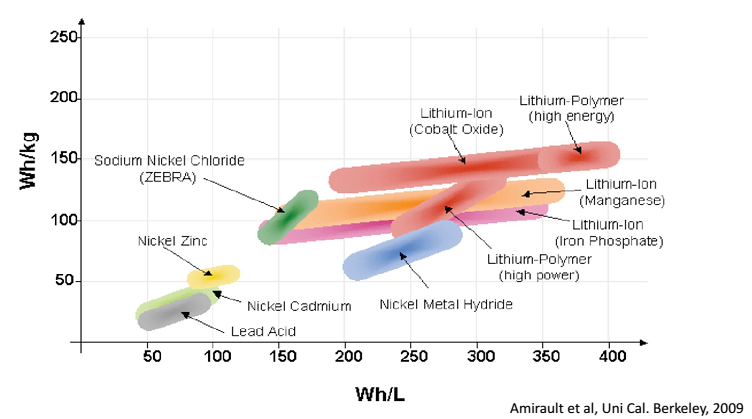 250
200
150
100
50
Wh/kg
Lithium-Polymer
(high energy)
Lithium-Ion
(Cobalt Oxide)
Sodium Nickel Chloride
(ZEBRA)
Lithium-Ion
(Manganese)
Lithium-Ion
(Iron Phosphate)
Nickel Zinc
Lithium-Polymer
(high power)
Nickel Metal Hydride
Nickel Cadmium
Lead Acid
50 100 150 200 250 300 350 400
Wh/L
Amirault et al, Uni Cal. Berkeley, 2009